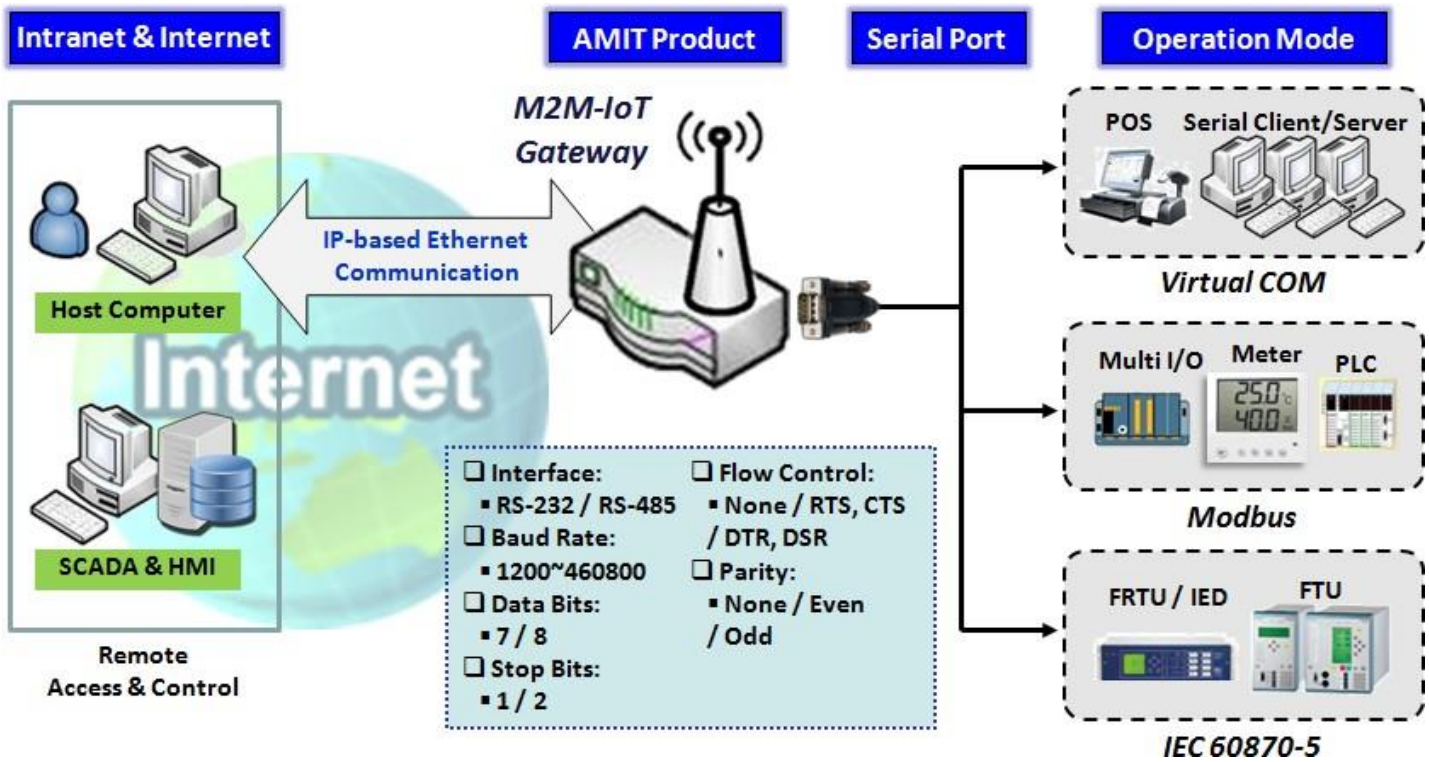 Intranet & Internet
AMIT Product
Serial Port
Operation Mode
M2M-IoT
Gateway
IP-based Ethernet
Communication
Host Computer
Internet
SCADA & HMI
Remote
Access & Control
❑ Interface:
▪ RS-232 / RS-485
❑ Baud Rate:
▪ 1200~460800
❑ Data Bits:
▪ 7 / 8
❑ Stop Bits:
▪ 1 / 2
❑ Flow Control:
▪ None / RTS, CTS
/ DTR, DSR
❑ Parity:
▪ None / Even
/ Odd
POS
Serial Client/Server
Virtual COM
Multi I/O
Meter
PLC
25.0 °C
40.0
Modbus
FRTU / IED
FTU
IEC 60870-5